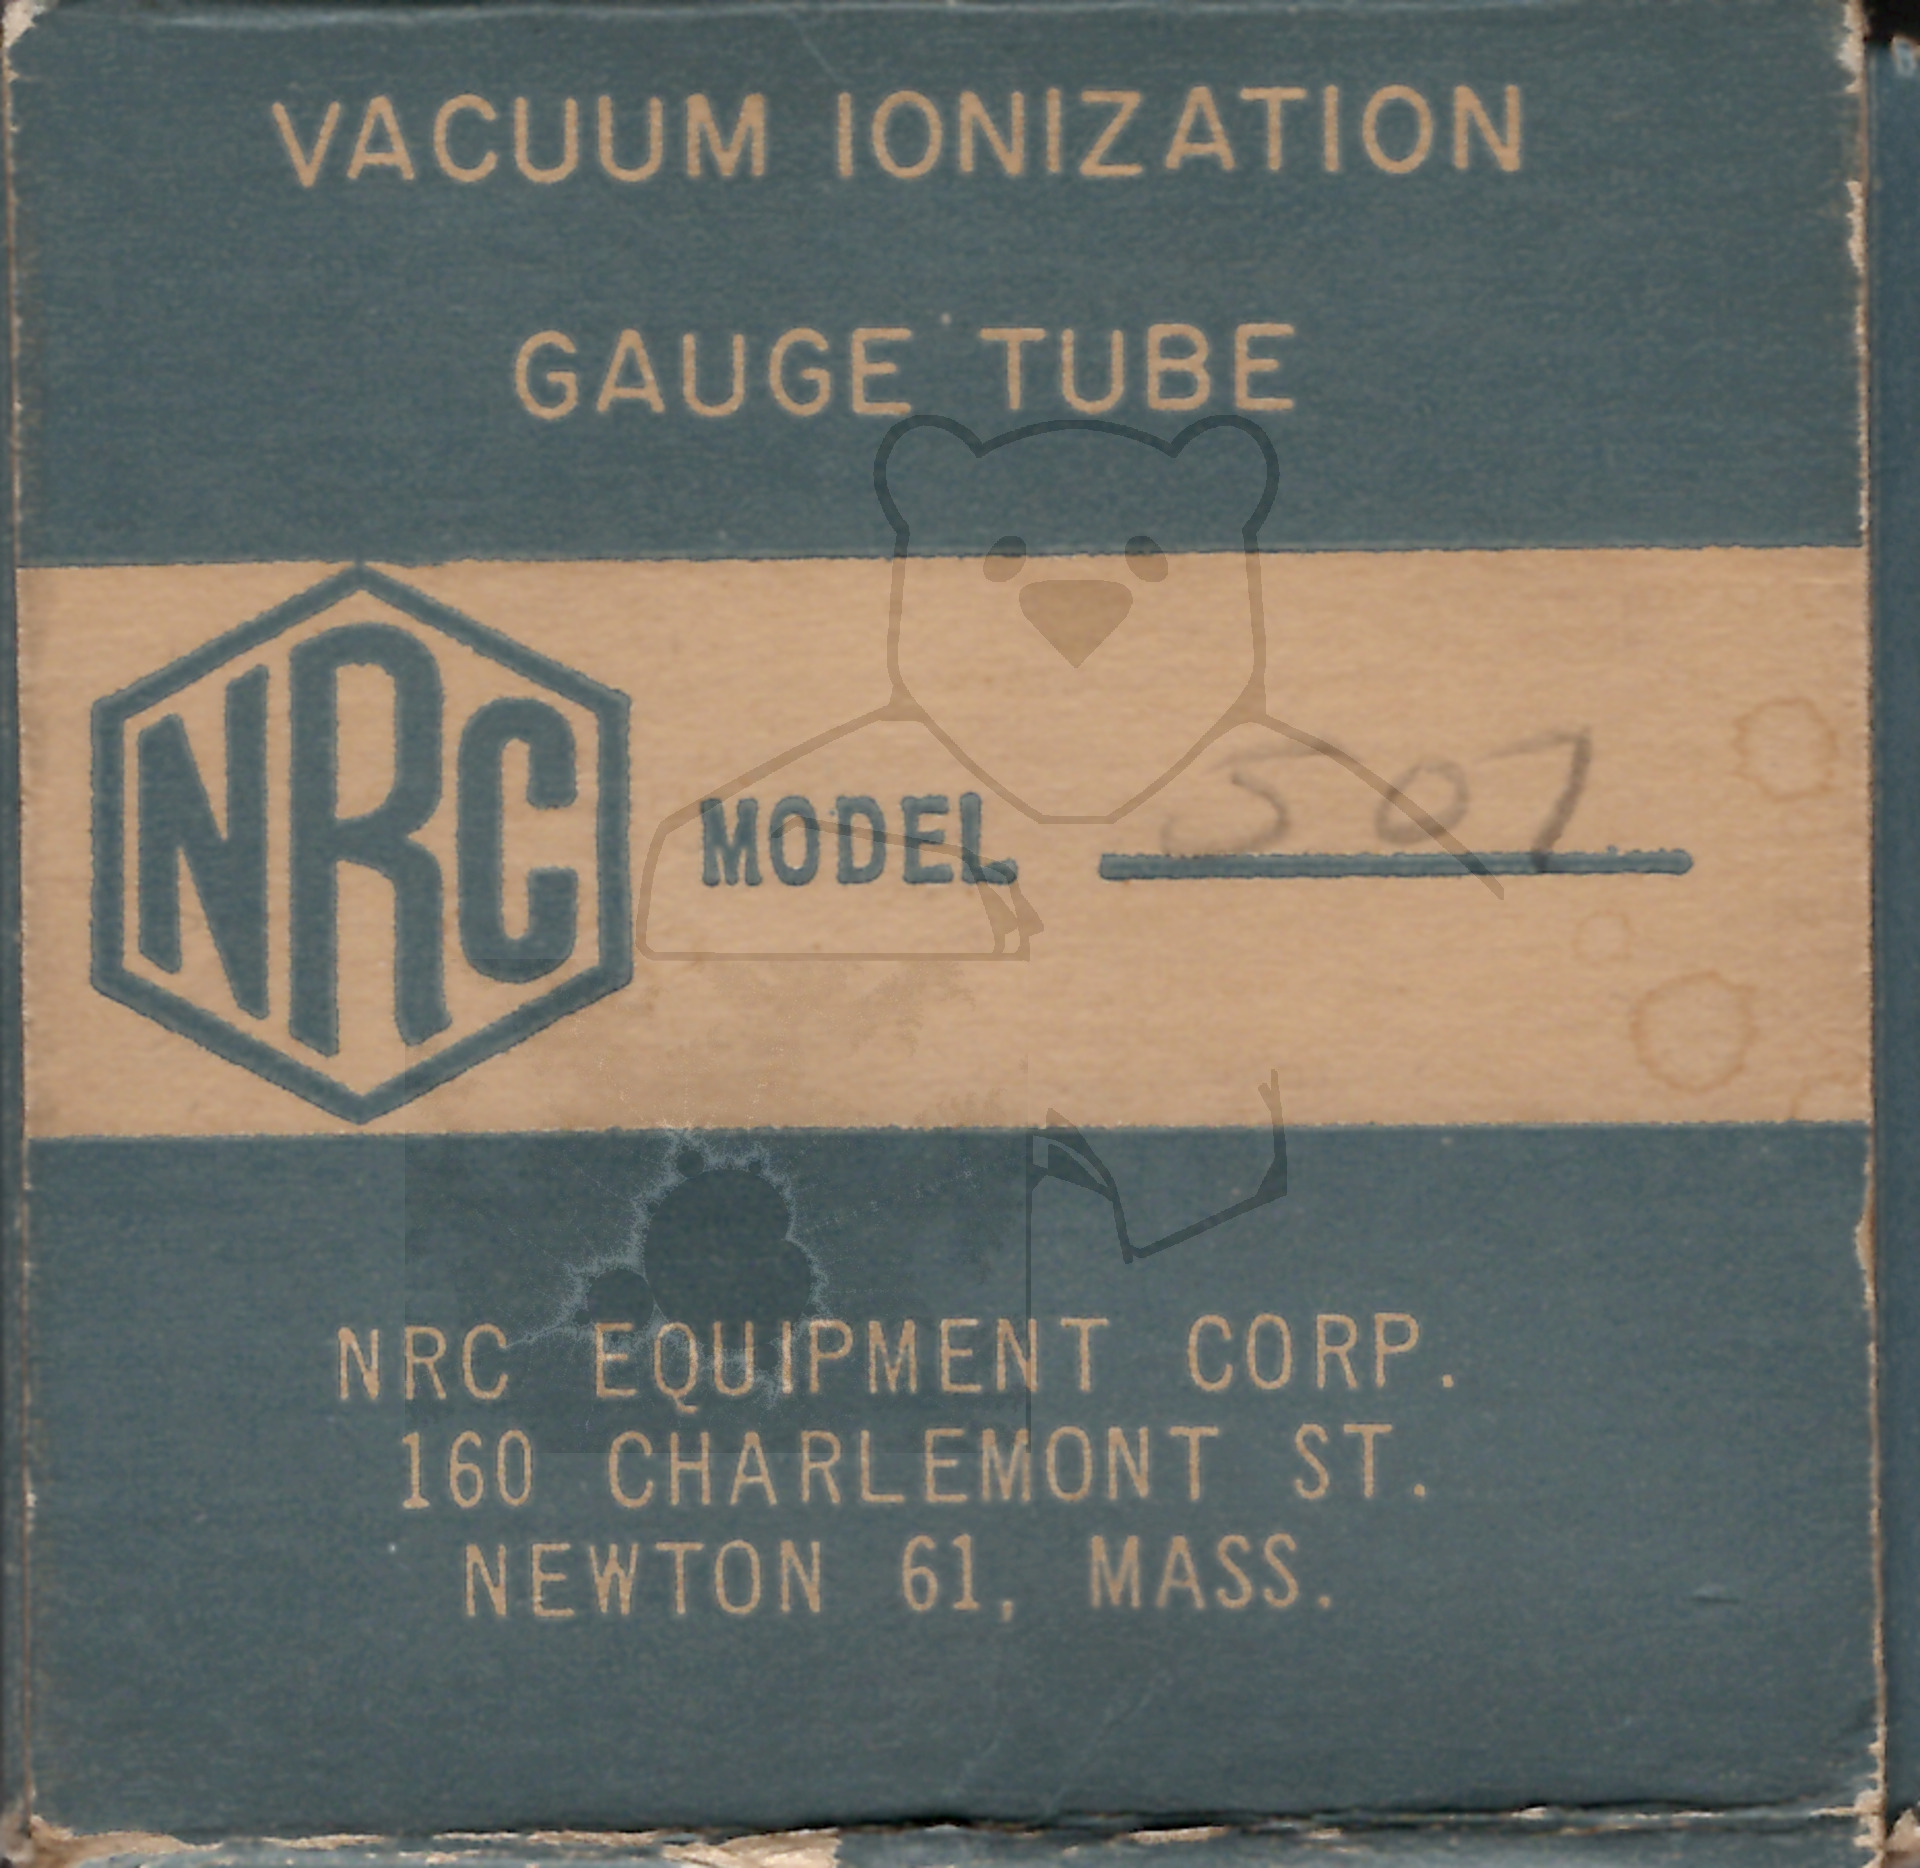 VACUUM IONIZATION
GAUGE TUBE
NRC
MODEL 507
NRC EQUIPMENT CORP.
160 CHARLEMONT ST.
NEWTON 61, MASS.